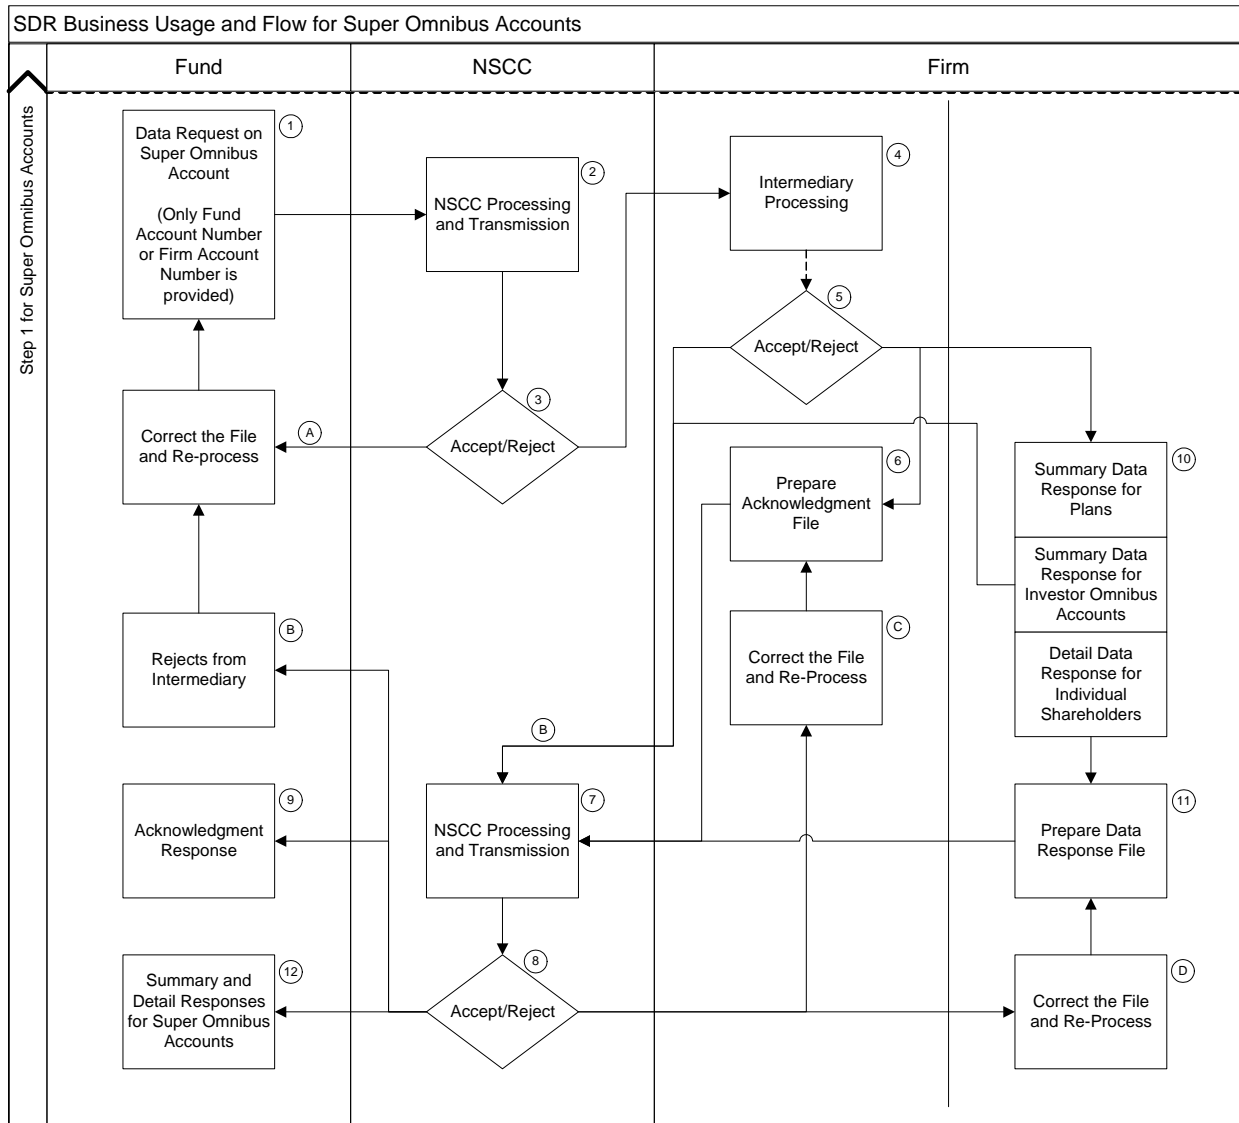 SDR Business Usage and Flow for Super Omnibus Accounts
Fund
NSCC
Firm
Step 1 for Super Omnibus Accounts
1
Data Request on
Super Omnibus
Account
(Only Fund
Account Number
or Firm Account
Number is
provided)
2
NSCC Processing
and Transmission
4
Intermediary
Processing
5
Accept/Reject
3
Accept/Reject
A
Correct the File
and Re-process
6
Prepare
Acknowledgment
File
10
Summary Data
Response for
Plans
Summary Data
Response for
Investor Omnibus
Accounts
Detail Data
Response for
Individual
Shareholders
B
Rejects from
Intermediary
C
Correct the File
and Re-Process
B
9
Acknowledgment
Response
7
NSCC Processing
and Transmission
11
Prepare Data
Response File
12
Summary and
Detail Responses
for Super Omnibus
Accounts
8
Accept/Reject
D
Correct the File
and Re-Process